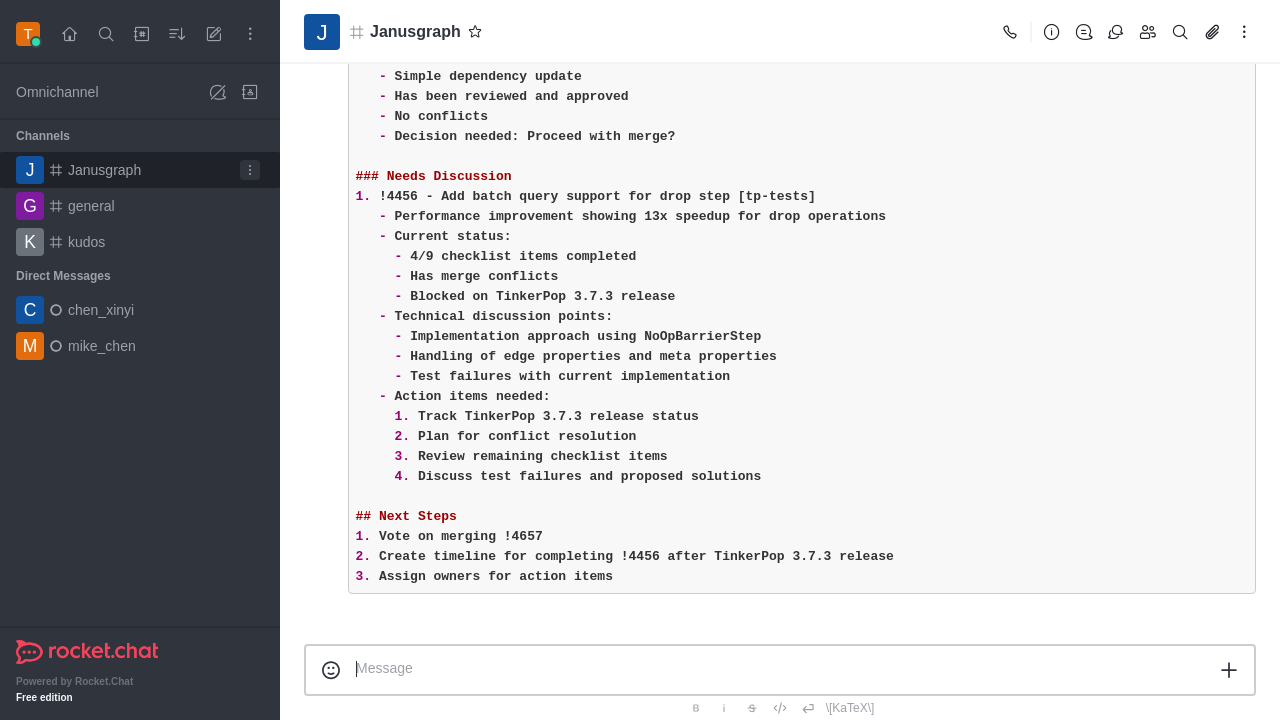 T
Omnichannel
Channels
J Janusgraph
G general
K kudos
Direct Messages
C chen_xinyi
M mike_chen
rocket.chat
Powered by Rocket.Chat
Free edition
J Janusgraph
- Simple dependency update
- Has been reviewed and approved
- No conflicts
- Decision needed: Proceed with merge?
### Needs Discussion
1. !4456 - Add batch query support for drop step [tp-tests]
- Performance improvement showing 13x speedup for drop operations
- Current status:
- 4/9 checklist items completed
- Has merge conflicts
- Blocked on TinkerPop 3.7.3 release
- Technical discussion points:
- Implementation approach using NoOpBarrierStep
- Handling of edge properties and meta properties
- Test failures with current implementation
- Action items needed:
1. Track TinkerPop 3.7.3 release status
2. Plan for conflict resolution
3. Review remaining checklist items
4. Discuss test failures and proposed solutions
## Next Steps
1. Vote on merging !4657
2. Create timeline for completing !4456 after TinkerPop 3.7.3 release
3. Assign owners for action items
Message
B i S </> \[KaTeX\]